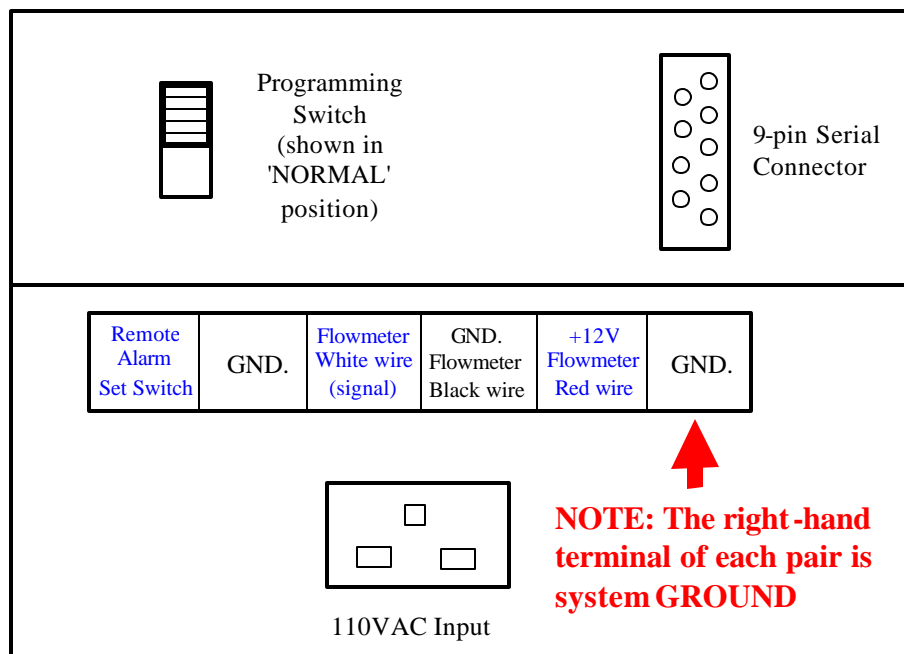 Programming
Switch
(shown in
'NORMAL'
position)
9-pin Serial
Connector
Remote
Alarm
Set Switch
GND.
Flowmeter
White wire
(signal)
GND.
Flowmeter
Black wire
+12V
Flowmeter
Red wire
GND.
NOTE: The right-hand
terminal of each pair is
system GROUND
110VAC Input